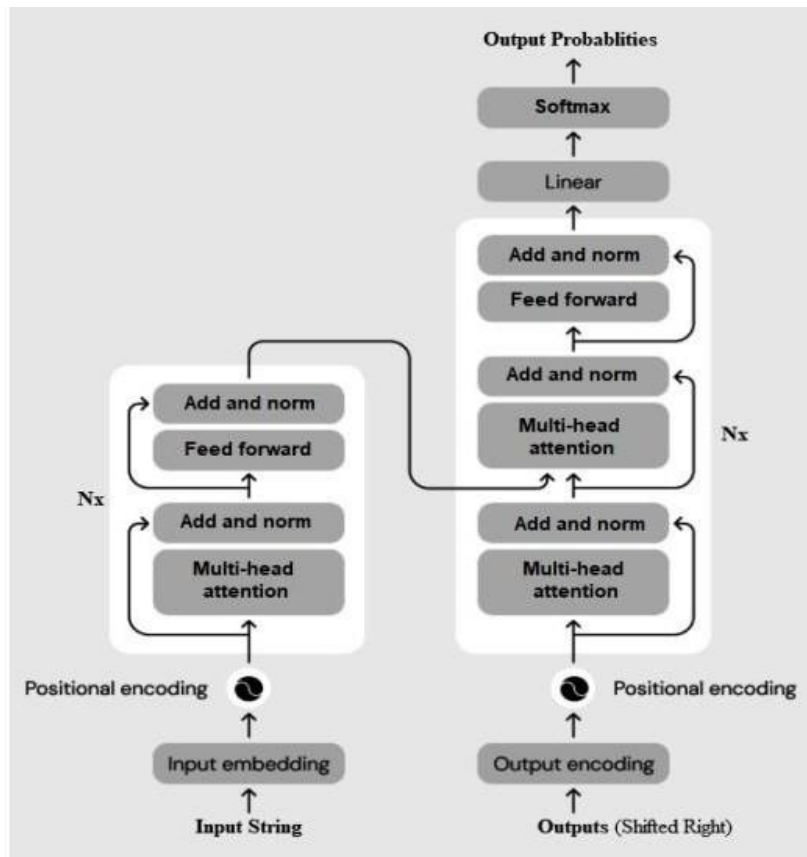 Output Probablities
Softmax
Linear
Add and norm
Feed forward
Add and norm
Multi-head
attention
Nx
Add and norm
Multi-head
attention
Positional encoding
Output encoding
Outputs (Shifted Right)
Add and norm
Feed forward
Nx
Add and norm
Multi-head
attention
Positional encoding
Input embedding
Input String